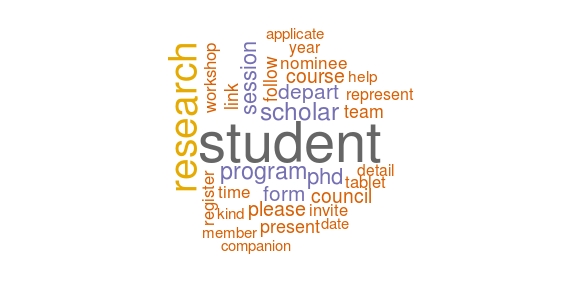 applicate
year
nominee
course help
research
workshop
link
session
follow
depart represent
scholar team
student
program phd detail
tablet
register
time form council
kind please invite
member present date
companion